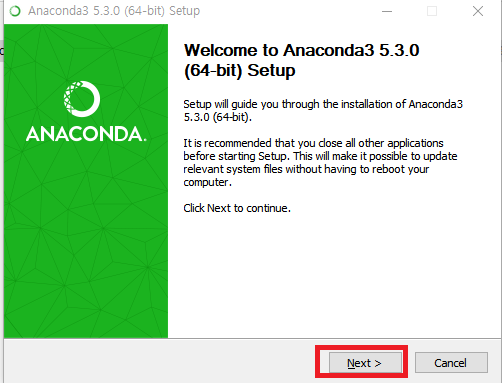 Anaconda3 5.3.0 (64-bit) Setup
Welcome to Anaconda3 5.3.0
(64-bit) Setup
Setup will guide you through the installation of Anaconda3
5.3.0 (64-bit).
It is recommended that you close all other applications
before starting Setup. This will make it possible to update
relevant system files without having to reboot your
computer.
Click Next to continue.
ANACONDA.
Next >
Cancel